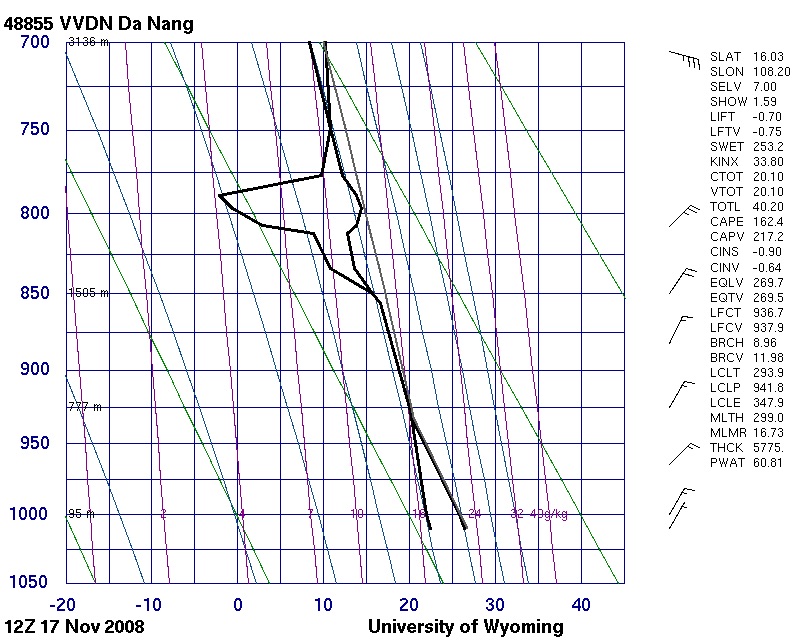 48855 VVDN Da Nang
700
3136 m
750
800
850
1505 m
900
777 m
950
1000
95 m 2 4 7 10 16 24 32 40g/kg
1050
-20 -10 0 10 20 30 40
12Z 17 Nov 2008 University of Wyoming
SLAT 16.03
SLON 108.20
SELV 7.00
SHOW 1.59
LIFT -0.70
LFTV -0.75
SWET 253.2
KINX 33.80
CTOT 20.10
VTOT 20.10
TOTL 40.20
CAPE 162.4
CAPV 217.2
CINS -0.90
CINV -0.64
EQLV 269.7
EQTV 269.5
LFCT 936.7
LFCV 937.9
BRCH 8.96
BRCV 11.98
LCLT 293.9
LCLP 941.8
LCLE 347.9
MLTH 299.0
MLMR 16.73
THCK 5775.
PWAT 60.81